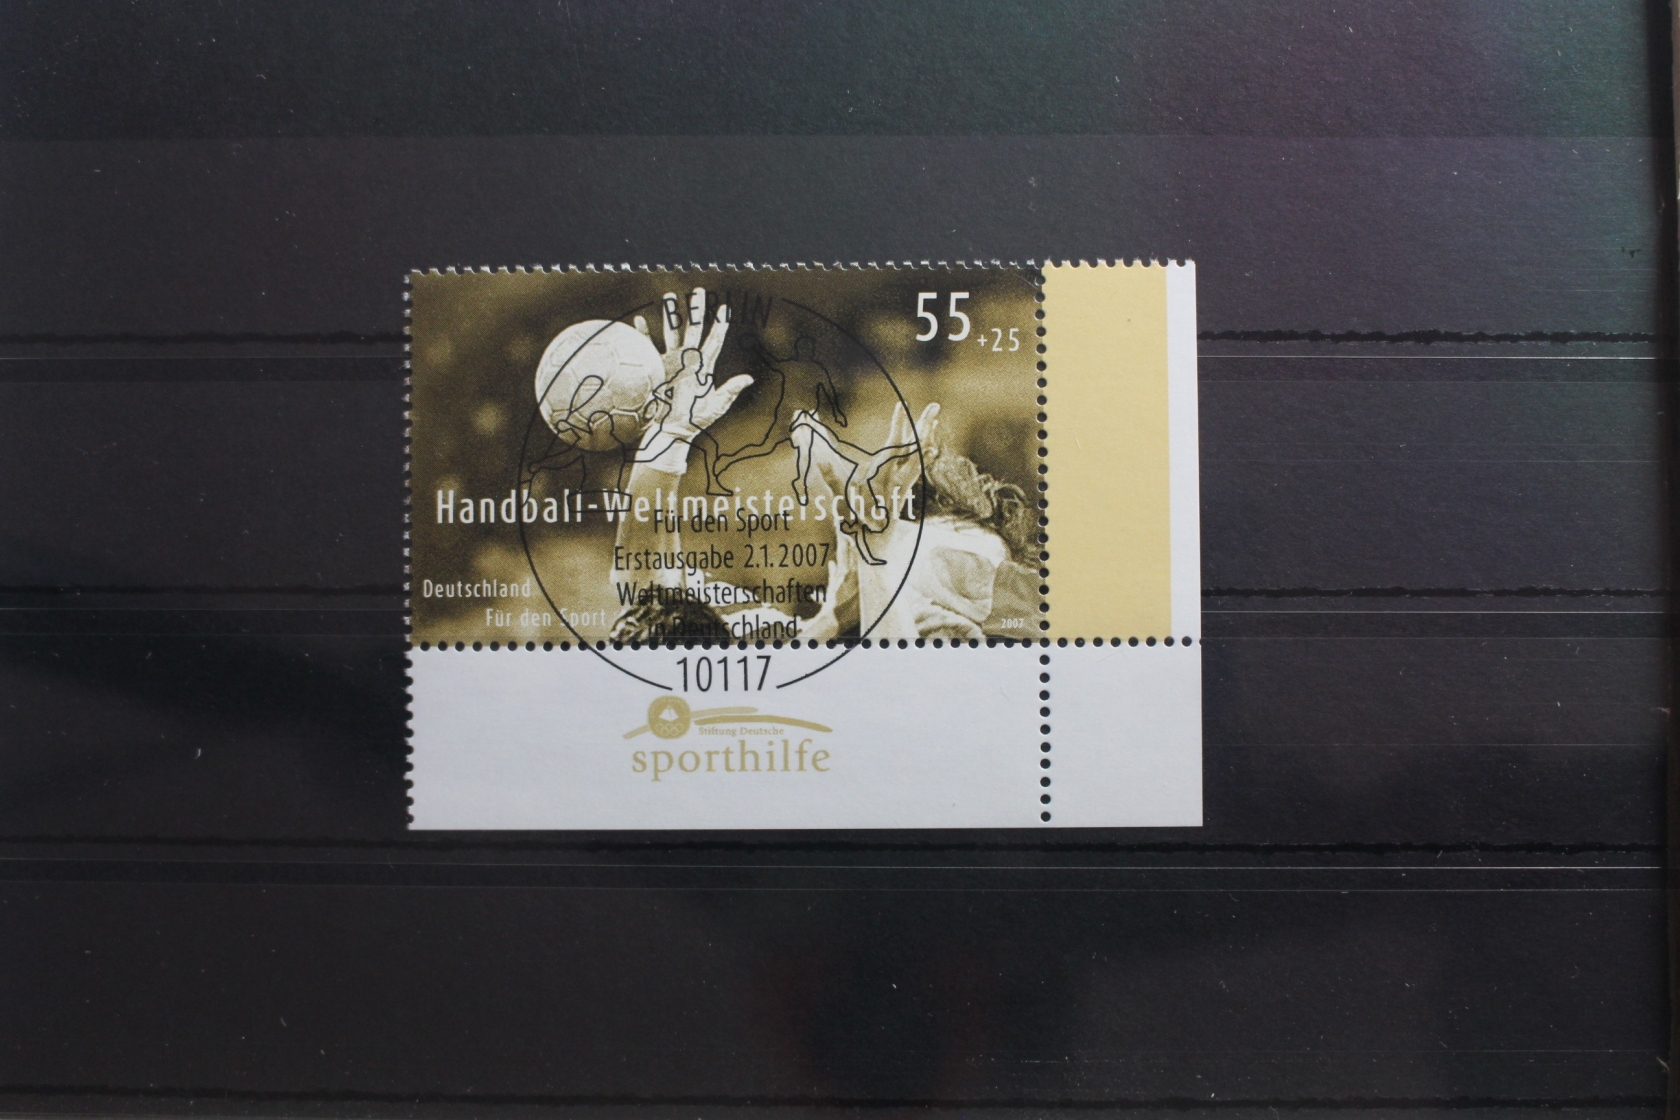 BERLIN
55
+25
Handball-Weltmeisterschaft
Für den Sport
Erstausgabe 2.1.2007
Weltmeisterschaften
in Deutschland
10117
Deutschland
Für den Sport
2007
Stiftung Deutsche
sporthilfe